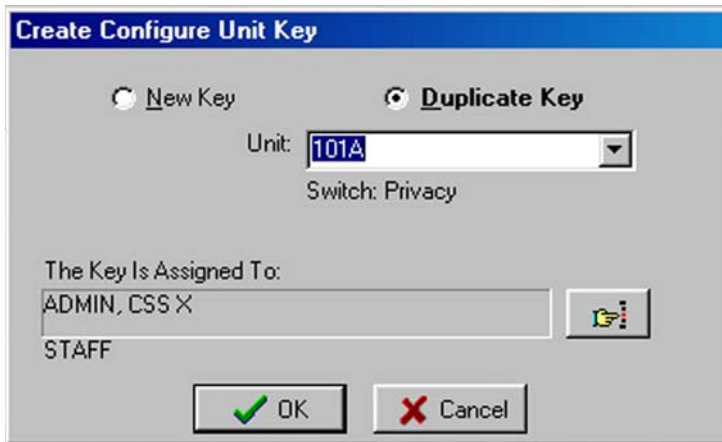 Create Configure Unit Key
New Key Duplicate Key
Unit: 101A
Switch: Privacy
The Key Is Assigned To:
ADMIN, CSS X
STAFF
OK Cancel